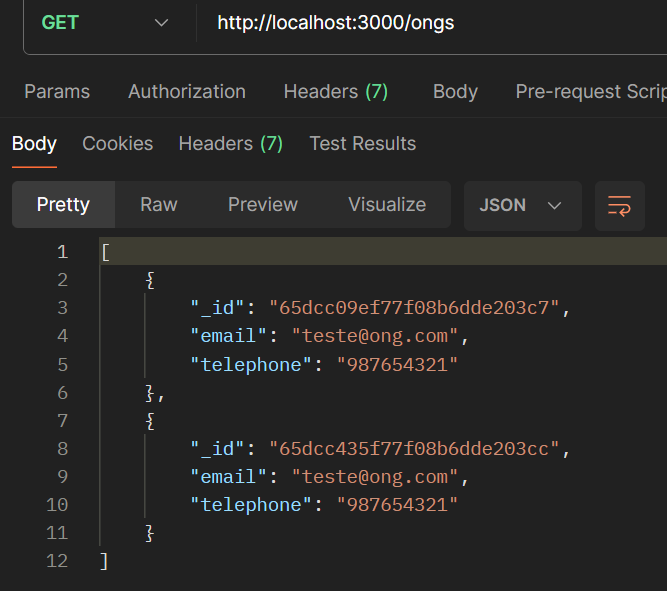 GET http://localhost:3000/ongs
Params Authorization Headers (7) Body Pre-request Scrip
Body Cookies Headers (7) Test Results
Pretty Raw Preview Visualize JSON
1 [
2 {
3 "_id": "65dcc09ef77f08b6dde203c7",
4 "email": "teste@ong.com",
5 "telephone": "987654321"
6 },
7 {
8 "_id": "65dcc435f77f08b6dde203cc",
9 "email": "teste@ong.com",
10 "telephone": "987654321"
11 }
12 ]